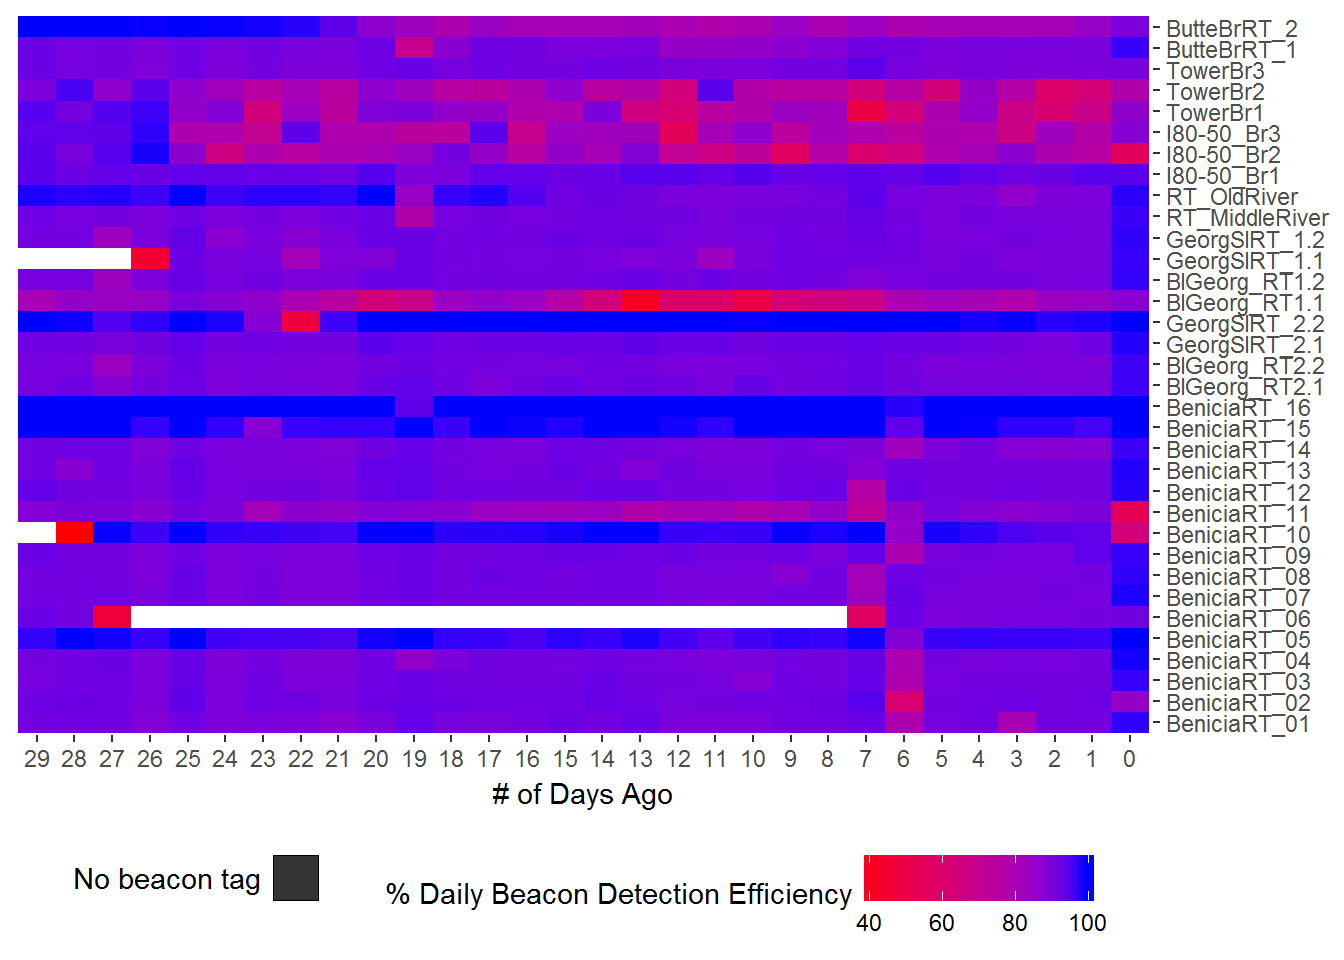 ButteBrRT_2
ButteBrRT_1
TowerBr3
TowerBr2
TowerBr1
I80-50_Br3
I80-50_Br2
I80-50_Br1
RT_OldRiver
RT_MiddleRiver
GeorgSlRT_1.2
GeorgSlRT_1.1
BlGeorg_RT1.2
BlGeorg_RT1.1
GeorgSlRT_2.2
GeorgSlRT_2.1
BlGeorg_RT2.2
BlGeorg_RT2.1
BeniciaRT_16
BeniciaRT_15
BeniciaRT_14
BeniciaRT_13
BeniciaRT_12
BeniciaRT_11
BeniciaRT_10
BeniciaRT_09
BeniciaRT_08
BeniciaRT_07
BeniciaRT_06
BeniciaRT_05
BeniciaRT_04
BeniciaRT_03
BeniciaRT_02
BeniciaRT_01
29 28 27 26 25 24 23 22 21 20 19 18 17 16 15 14 13 12 11 10 9 8 7 6 5 4 3 2 1 0
# of Days Ago
No beacon tag
% Daily Beacon Detection Efficiency
40 60 80 100